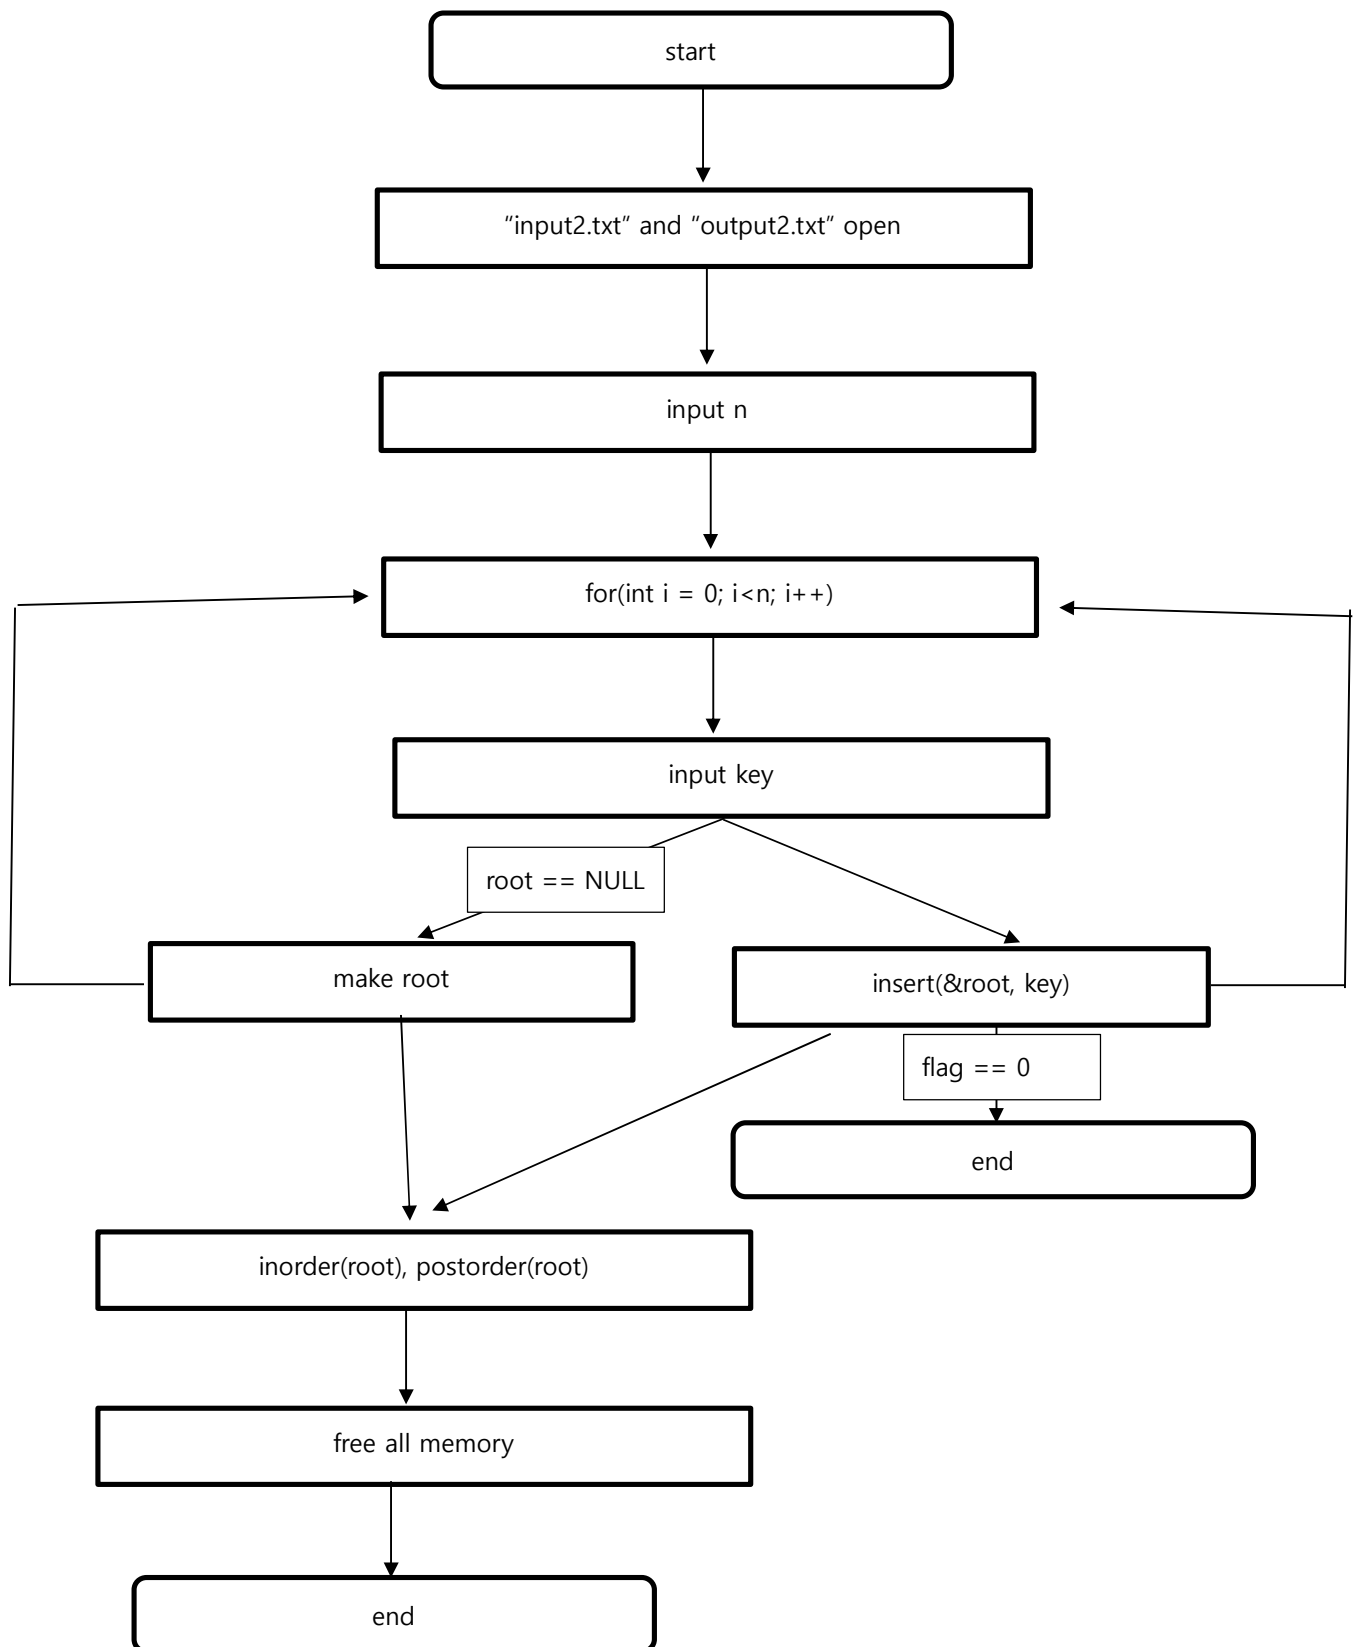 start
“input2.txt” and “output2.txt” open
input n
for(int i = 0; i<n; i++)
input key
root == NULL
make root
insert(&root, key)
flag == 0
end
inorder(root), postorder(root)
free all memory
end